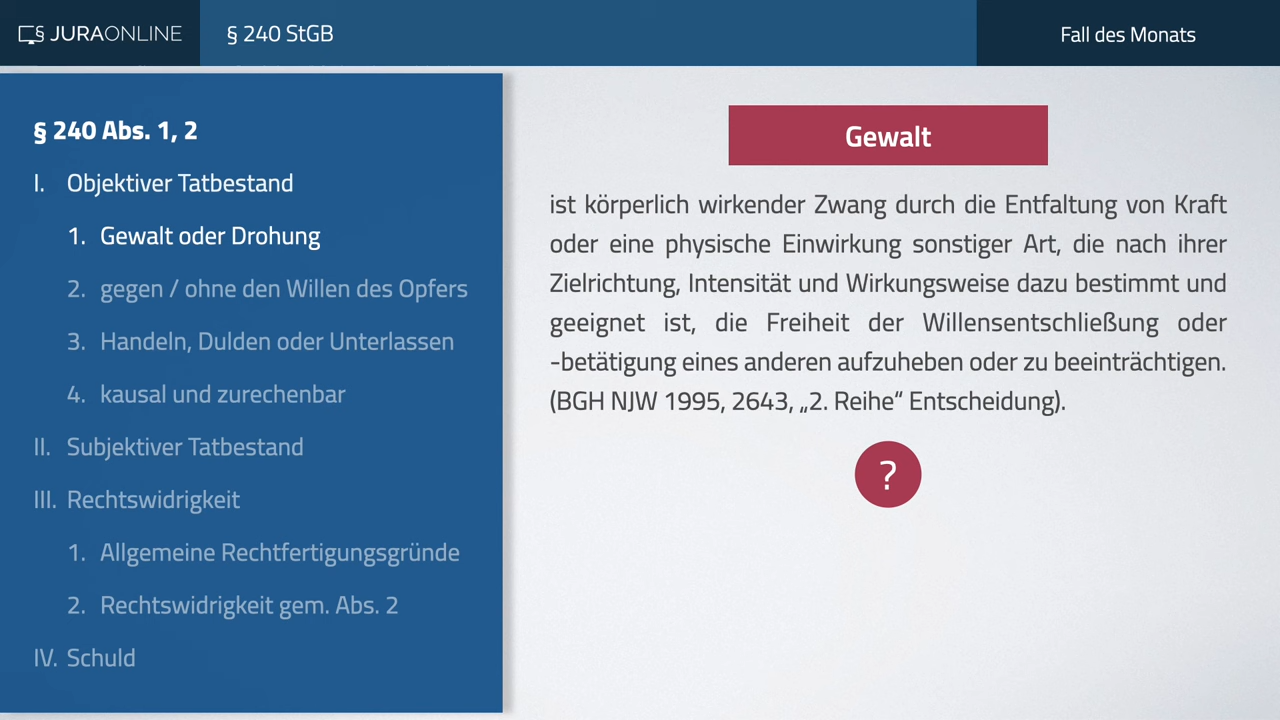 JURAONLINE
§ 240 StGB
Fall des Monats
§ 240 Abs. 1, 2
I. Objektiver Tatbestand
1. Gewalt oder Drohung
2. gegen / ohne den Willen des Opfers
3. Handeln, Dulden oder Unterlassen
4. kausal und zurechenbar
II. Subjektiver Tatbestand
III. Rechtswidrigkeit
1. Allgemeine Rechtfertigungsgründe
2. Rechtswidrigkeit gem. Abs. 2
IV. Schuld
Gewalt
ist körperlich wirkender Zwang durch die Entfaltung von Kraft
oder eine physische Einwirkung sonstiger Art, die nach ihrer
Zielrichtung, Intensität und Wirkungsweise dazu bestimmt und
geeignet ist, die Freiheit der Willensentschließung oder
-betätigung eines anderen aufzuheben oder zu beeinträchtigen.
(BGH NJW 1995, 2643, „2. Reihe“ Entscheidung).
?